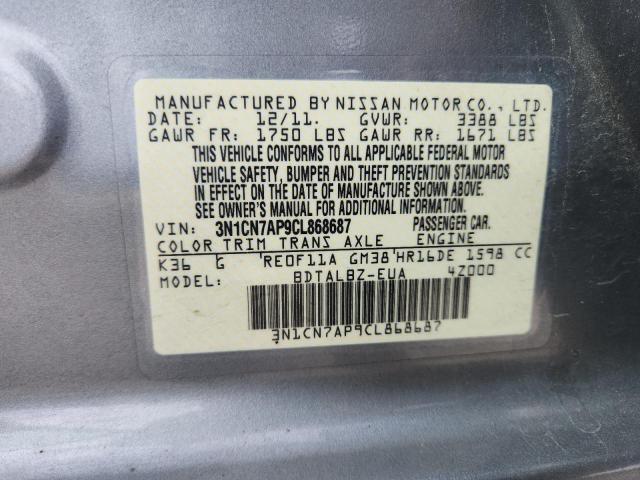 MANUFACTURED BY NISSAN MOTOR CO., LTD.
DATE: 12/11. GVWR: 3388 LBS
GAWR FR: 1750 LBS GAWR RR: 1671 LBS
THIS VEHICLE CONFORMS TO ALL APPLICABLE FEDERAL MOTOR
VEHICLE SAFETY, BUMPER AND THEFT PREVENTION STANDARDS
IN EFFECT ON THE DATE OF MANUFACTURE SHOWN ABOVE.
SEE OWNER'S MANUAL FOR ADDITIONAL INFORMATION.
VIN: 3N1CN7AP9CL868687 PASSENGER CAR.
COLOR TRIM TRANS AXLE ENGINE
K36 G 'RE0F11A GM38'HR16DE 1598 CC
MODEL: BDTALBZ-EUA 4Z000
3N1CN7AP9CL868687